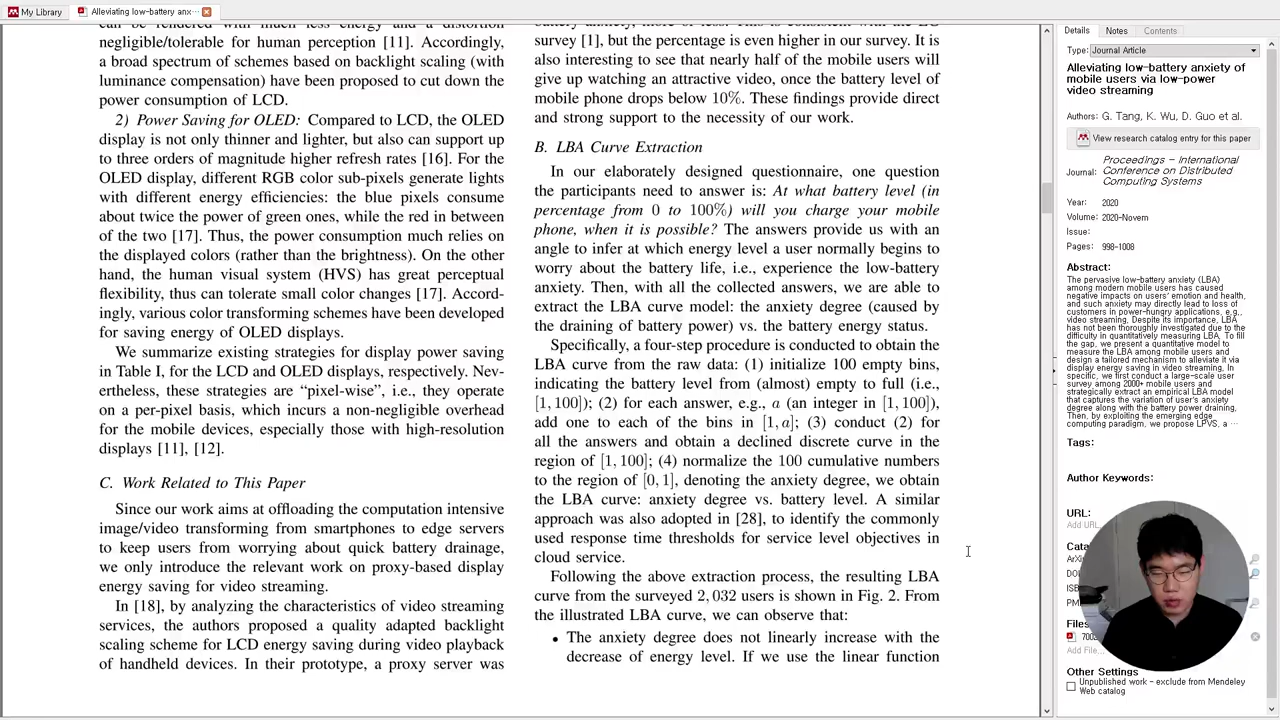 My Library
Alleviating low-battery anx···
can be rendered with much less energy and a distortion
negligible/tolerable for human perception [11]. Accordingly,
a broad spectrum of schemes based on backlight scaling (with
luminance compensation) have been proposed to cut down the
power consumption of LCD.
2) Power Saving for OLED: Compared to LCD, the OLED
display is not only thinner and lighter, but also can support up
to three orders of magnitude higher refresh rates [16]. For the
OLED display, different RGB color sub-pixels generate lights
with different energy efficiencies: the blue pixels consume
about twice the power of green ones, while the red in between
of the two [17]. Thus, the power consumption much relies on
the displayed colors (rather than the brightness). On the other
hand, the human visual system (HVS) has great perceptual
flexibility, thus can tolerate small color changes [17]. Accord-
ingly, various color transforming schemes have been developed
for saving energy of OLED displays.
We summarize existing strategies for display power saving
in Table I, for the LCD and OLED displays, respectively. Nev-
ertheless, these strategies are “pixel-wise”, i.e., they operate
on a per-pixel basis, which incurs a non-negligible overhead
for the mobile devices, especially those with high-resolution
displays [11], [12].
C. Work Related to This Paper
Since our work aims at offloading the computation intensive
image/video transforming from smartphones to edge servers
to keep users from worrying about quick battery drainage,
we only introduce the relevant work on proxy-based display
energy saving for video streaming.
In [18], by analyzing the characteristics of video streaming
services, the authors proposed a quality adapted backlight
scaling scheme for LCD energy saving during video playback
of handheld devices. In their prototype, a proxy server was
survey [1], but the percentage is even higher in our survey. It is
also interesting to see that nearly half of the mobile users will
give up watching an attractive video, once the battery level of
mobile phone drops below 10%. These findings provide direct
and strong support to the necessity of our work.
B. LBA Curve Extraction
In our elaborately designed questionnaire, one question
the participants need to answer is: At what battery level (in
percentage from 0 to 100%) will you charge your mobile
phone, when it is possible? The answers provide us with an
angle to infer at which energy level a user normally begins to
worry about the battery life, i.e., experience the low-battery
anxiety. Then, with all the collected answers, we are able to
extract the LBA curve model: the anxiety degree (caused by
the draining of battery power) vs. the battery energy status.
Specifically, a four-step procedure is conducted to obtain the
LBA curve from the raw data: (1) initialize 100 empty bins,
indicating the battery level from (almost) empty to full (i.e.,
[1, 100]); (2) for each answer, e.g., a (an integer in [1, 100]),
add one to each of the bins in [1, a]; (3) conduct (2) for
all the answers and obtain a declined discrete curve in the
region of [1, 100]; (4) normalize the 100 cumulative numbers
to the region of [0, 1], denoting the anxiety degree, we obtain
the LBA curve: anxiety degree vs. battery level. A similar
approach was also adopted in [28], to identify the commonly
used response time thresholds for service level objectives in
cloud service.
Following the above extraction process, the resulting LBA
curve from the surveyed 2, 032 users is shown in Fig. 2. From
the illustrated LBA curve, we can observe that:
• The anxiety degree does not linearly increase with the
decrease of energy level. If we use the linear function
Details Notes Contents
Type: Journal Article
Alleviating low-battery anxiety of
mobile users via low-power
video streaming
Authors: G. Tang, K. Wu, D. Guo et al.
View research catalog entry for this paper
Journal: Proceedings - International
Conference on Distributed
Computing Systems
Year: 2020
Volume: 2020-Novem
Issue:
Pages: 998-1008
Abstract:
The pervasive low-battery anxiety (LBA)
among modern mobile users has caused
negative impacts on users' emotion and health,
and such anxiety may directly lead to loss of
customers in power-hungry applications, e.g.,
video streaming. Despite its importance, LBA
has not been thoroughly investigated due to the
difficulty in quantitatively measuring LBA. To fill
the gap, we present a quantitative model to
measure the LBA among mobile users and
design a tailored mechanism to alleviate it via
display energy saving in video streaming. In
specific, we first conduct a large-scale user
survey among 2000+ mobile users and
strategically extract an empirical LBA model
that captures the variation of user's anxiety
degree along with the battery power draining.
Then, by exploiting the emerging edge
computing paradigm, we propose LPVS, a ···
Tags:
Author Keywords:
URL:
Add URL
Cata
ArXi
DOI
ISB
PM
Files
Add File
Other Settings
Unpublished work - exclude from Mendeley
Web catalog